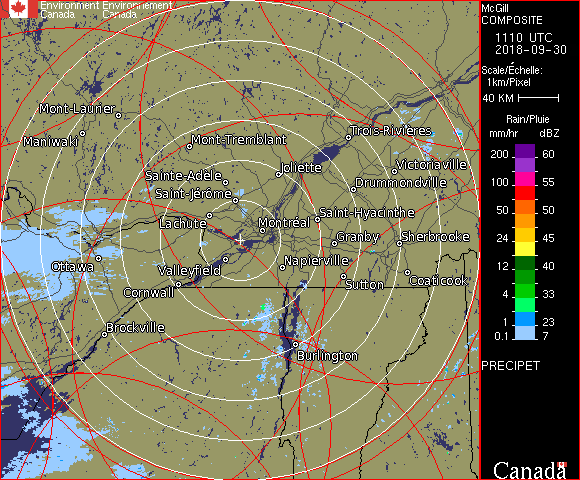 Environment Environnement
Canada Canada
McGill
COMPOSITE
1110 UTC
2018-09-30
Scale/Échelle:
1km/Pixel
40 KM
Rain/Pluie
mm/hr dBZ
200 60
100 55
50 50
24 45
12 40
4 33
1 23
0.1 7
PRECIPET
Canada
Mont-Laurier
Maniwaki
Mont-Tremblant
Trois-Rivières
Sainte-Adèle
Joliette
Victoriaville
Saint-Jérôme
Drummondville
Lachute
Montréal
Saint-Hyacinthe
Ottawa
Granby
Sherbrooke
Valleyfield
Napierville
Cornwall
Sutton
Coaticook
Brockville
Burlington